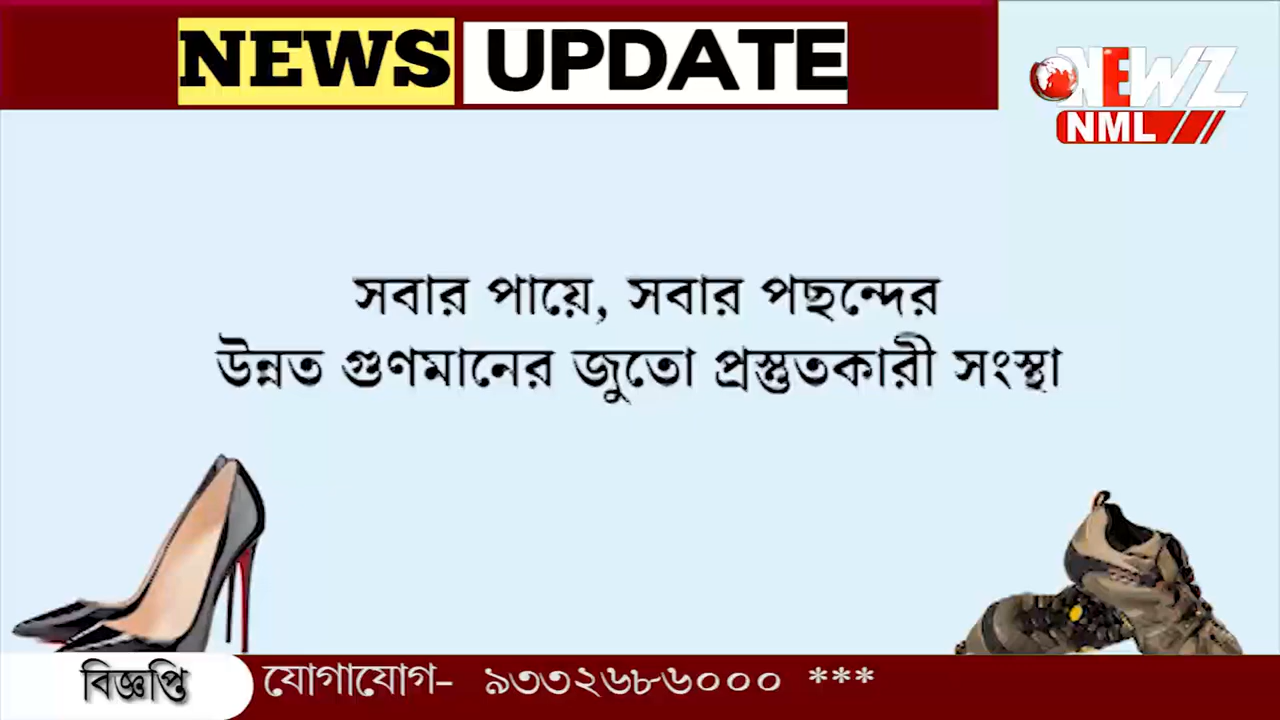 NEWS UPDATE
NEWZ
NML
সবার পায়ে, সবার পছন্দের
উন্নত গুণমানের জুতো প্রস্তুতকারী সংস্থা
বিজ্ঞপ্তি
যোগাযোগ- ৯৩৩২৬৮৬০০০ ***